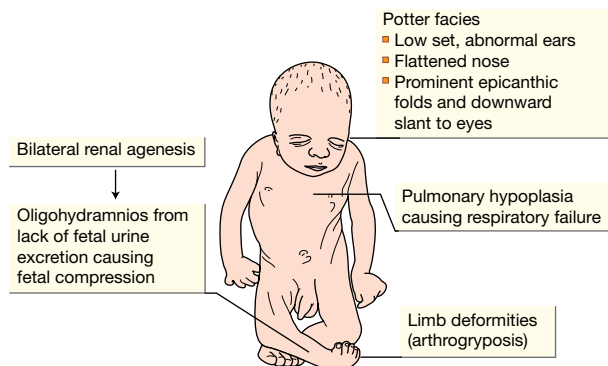 Potter facies
Low set, abnormal ears
Flattened nose
Prominent epicanthic
folds and downward
slant to eyes
Bilateral renal agenesis
Oligohydramnios from
lack of fetal urine
excretion causing
fetal compression
Pulmonary hypoplasia
causing respiratory failure
Limb deformities
(arthrogryposis)